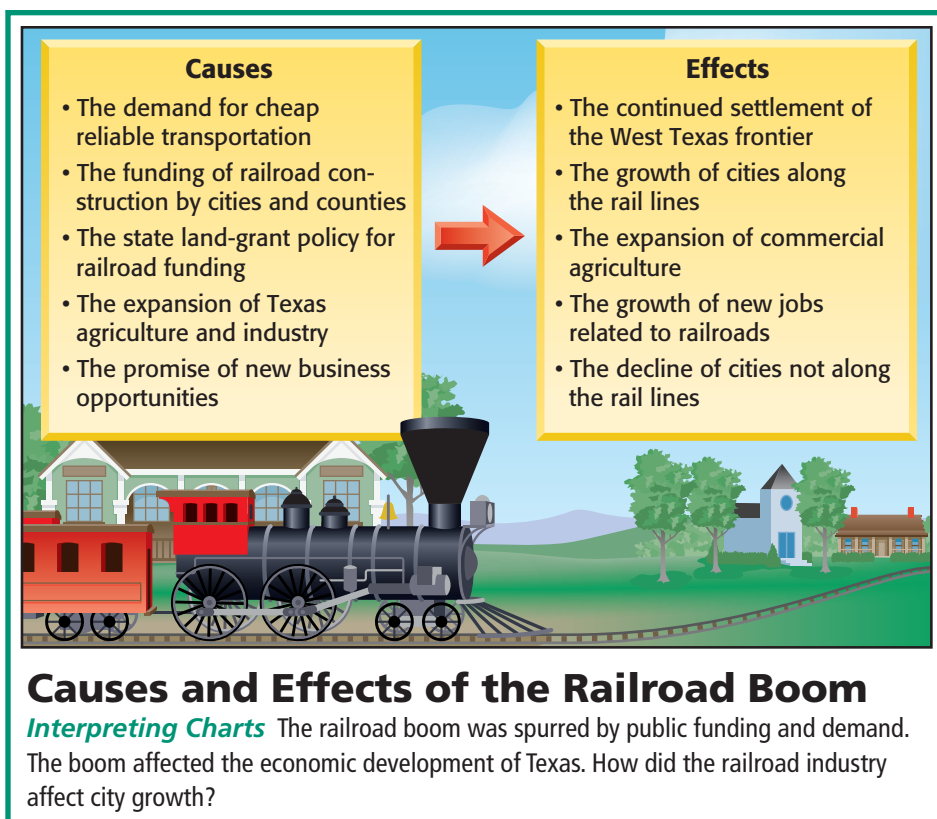 Causes
• The demand for cheap
reliable transportation
• The funding of railroad con-
struction by cities and counties
• The state land-grant policy for
railroad funding
• The expansion of Texas
agriculture and industry
• The promise of new business
opportunities
Effects
• The continued settlement of
the West Texas frontier
• The growth of cities along
the rail lines
• The expansion of commercial
agriculture
• The growth of new jobs
related to railroads
• The decline of cities not along
the rail lines
Causes and Effects of the Railroad Boom
Interpreting Charts The railroad boom was spurred by public funding and demand.
The boom affected the economic development of Texas. How did the railroad industry
affect city growth?